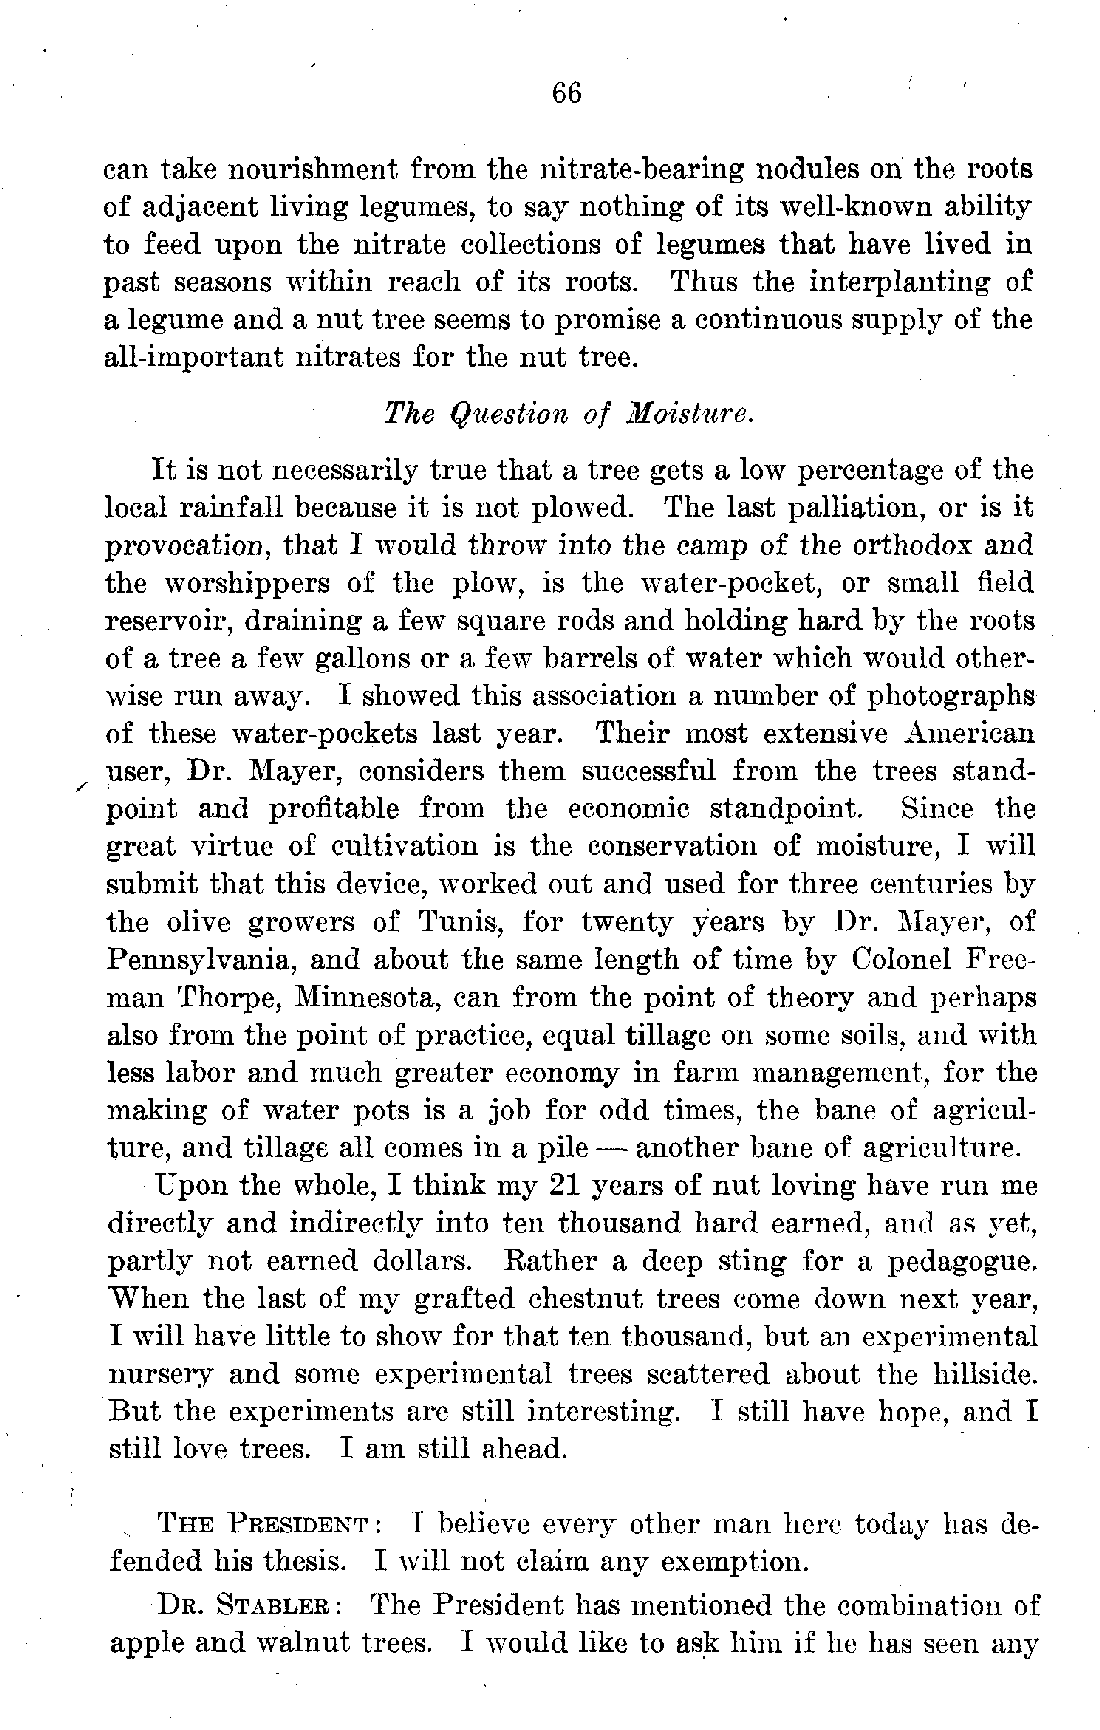 66
can take nourishment from the nitrate-bearing nodules on the roots
of adjacent living legumes, to say nothing of its well-known ability
to feed upon the nitrate collections of legumes that have lived in
past seasons within reach of its roots. Thus the interplanting of
a legume and a nut tree seems to promise a continuous supply of the
all-important nitrates for the nut tree.
The Question of Moisture.
It is not necessarily true that a tree gets a low percentage of the
local rainfall because it is not plowed. The last palliation, or is it
provocation, that I would throw into the camp of the orthodox and
the worshippers of the plow, is the water-pocket, or small field
reservoir, draining a few square rods and holding hard by the roots
of a tree a few gallons or a few barrels of water which would other-
wise run away. I showed this association a number of photographs
of these water-pockets last year. Their most extensive American
user, Dr. Mayer, considers them successful from the trees stand-
point and profitable from the economic standpoint. Since the
great virtue of cultivation is the conservation of moisture, I will
submit that this device, worked out and used for three centuries by
the olive growers of Tunis, for twenty years by Dr. Mayer, of
Pennsylvania, and about the same length of time by Colonel Free-
man Thorpe, Minnesota, can from the point of theory and perhaps
also from the point of practice, equal tillage on some soils, and with
less labor and much greater economy in farm management, for the
making of water pots is a job for odd times, the bane of agricul-
ture, and tillage all comes in a pile — another bane of agriculture.
Upon the whole, I think my 21 years of nut loving have run me
directly and indirectly into ten thousand hard earned, and as yet,
partly not earned dollars. Rather a deep sting for a pedagogue.
When the last of my grafted chestnut trees come down next year,
I will have little to show for that ten thousand, but an experimental
nursery and some experimental trees scattered about the hillside.
But the experiments are still interesting. I still have hope, and I
still love trees. I am still ahead.
THE PRESIDENT: I believe every other man here today has de-
fended his thesis. I will not claim any exemption.
DR. STABLER: The President has mentioned the combination of
apple and walnut trees. I would like to ask him if he has seen any